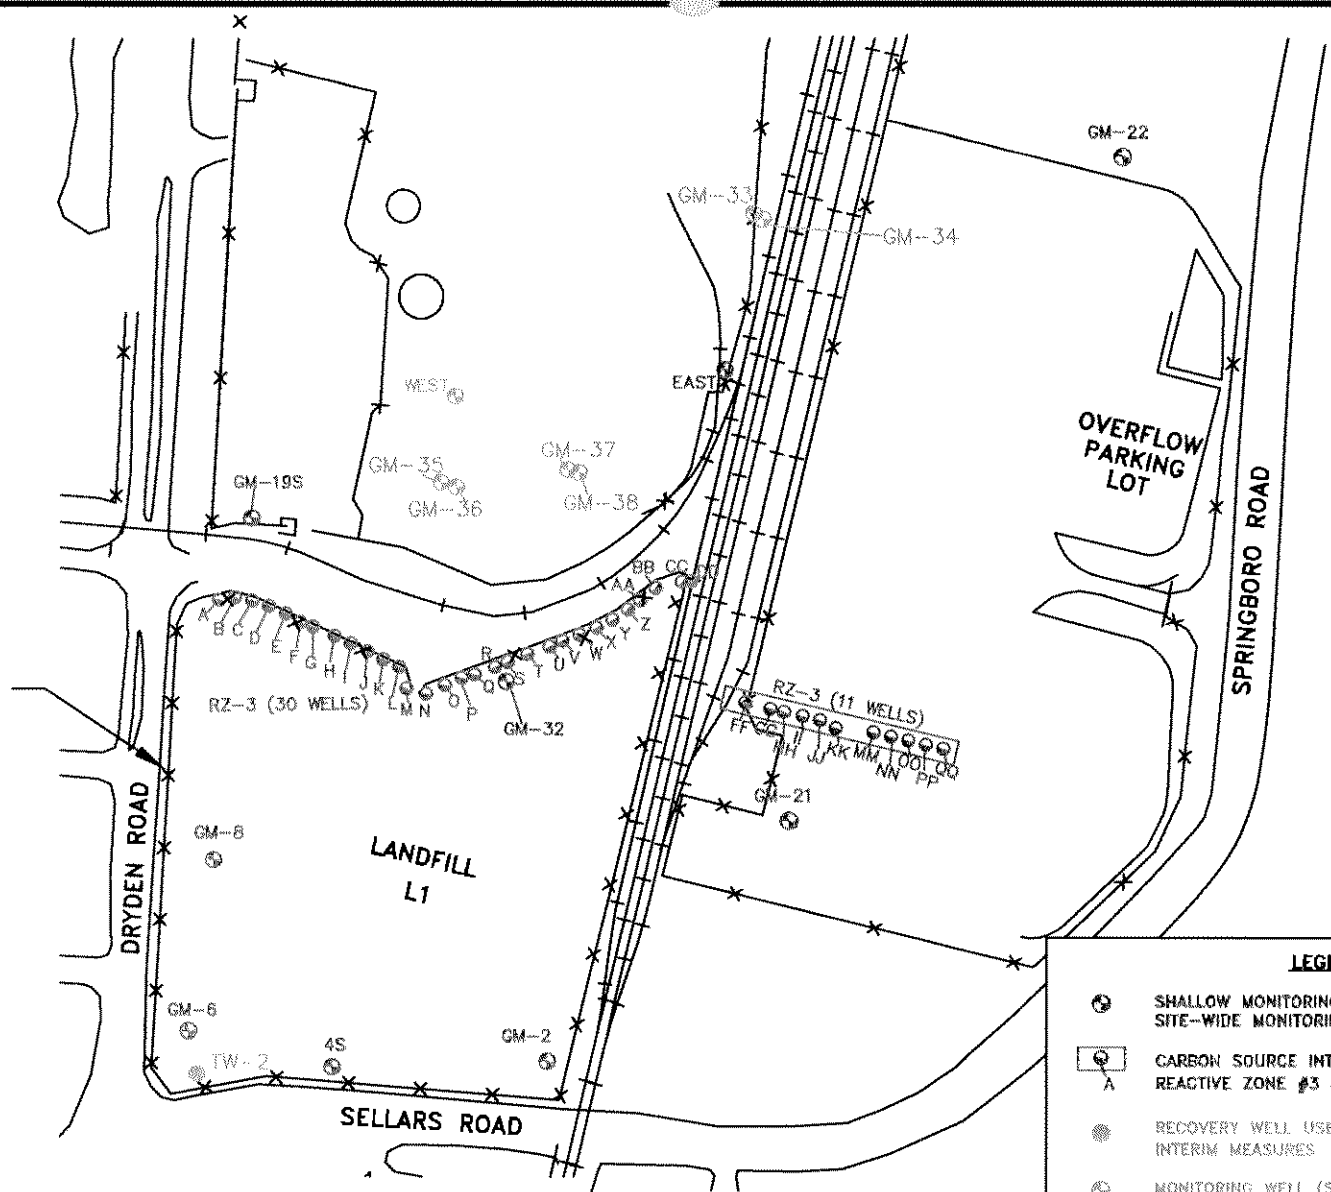 GM-22
GM-33
GM-34
EAST
WEST
OVERFLOW
PARKING
LOT
GM-37
GM-35
GM-38
GM-36
GM-19S
SPRINGBORO ROAD
BB CC DD
AA
A B C D E F G H I J K L M N O P Q R S T U V W X Y Z
RZ-3 (30 WELLS)
GM-32
RZ-3 (11 WELLS)
FF GG HH II JJ KK MM NN OO PP QQ
GM-21
DRYDEN ROAD
GM-8
LANDFILL
L1
GM-6
TW-2
4S
GM-2
SELLARS ROAD
SHALLOW MONITORING
SITE-WIDE MONITORIN
CARBON SOURCE INT
A
REACTIVE ZONE #3
RECOVERY WELL USE
INTERIM MEASURES
MONITORING WELL (S